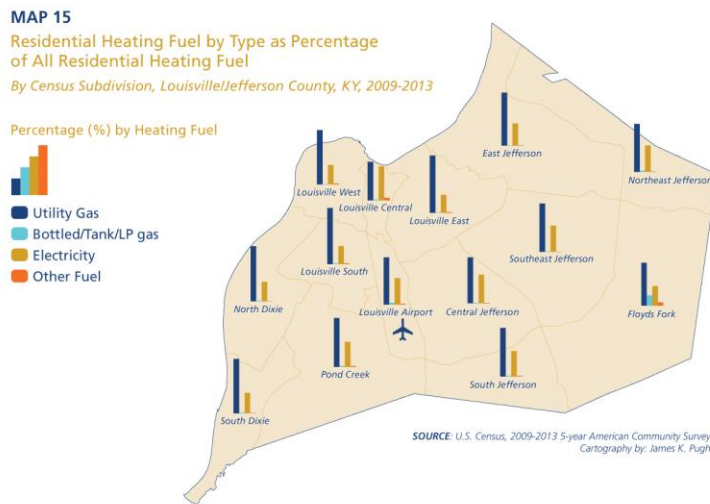 MAP 15
Residential Heating Fuel by Type as Percentage
of All Residential Heating Fuel
By Census Subdivision, Louisville/Jefferson County, KY, 2009-2013
Percentage (%) by Heating Fuel
Utility Gas
Bottled/Tank/LP gas
Electricity
Other Fuel
East Jefferson
Northeast Jefferson
Louisville West
Louisville Central
Louisville East
Southeast Jefferson
Louisville South
North Dixie
Louisville Airport
Central Jefferson
Floyds Fork
Pond Creek
South Jefferson
South Dixie
SOURCE: U.S. Census, 2009-2013 5-year American Community Survey
Cartography by: James K. Pugh